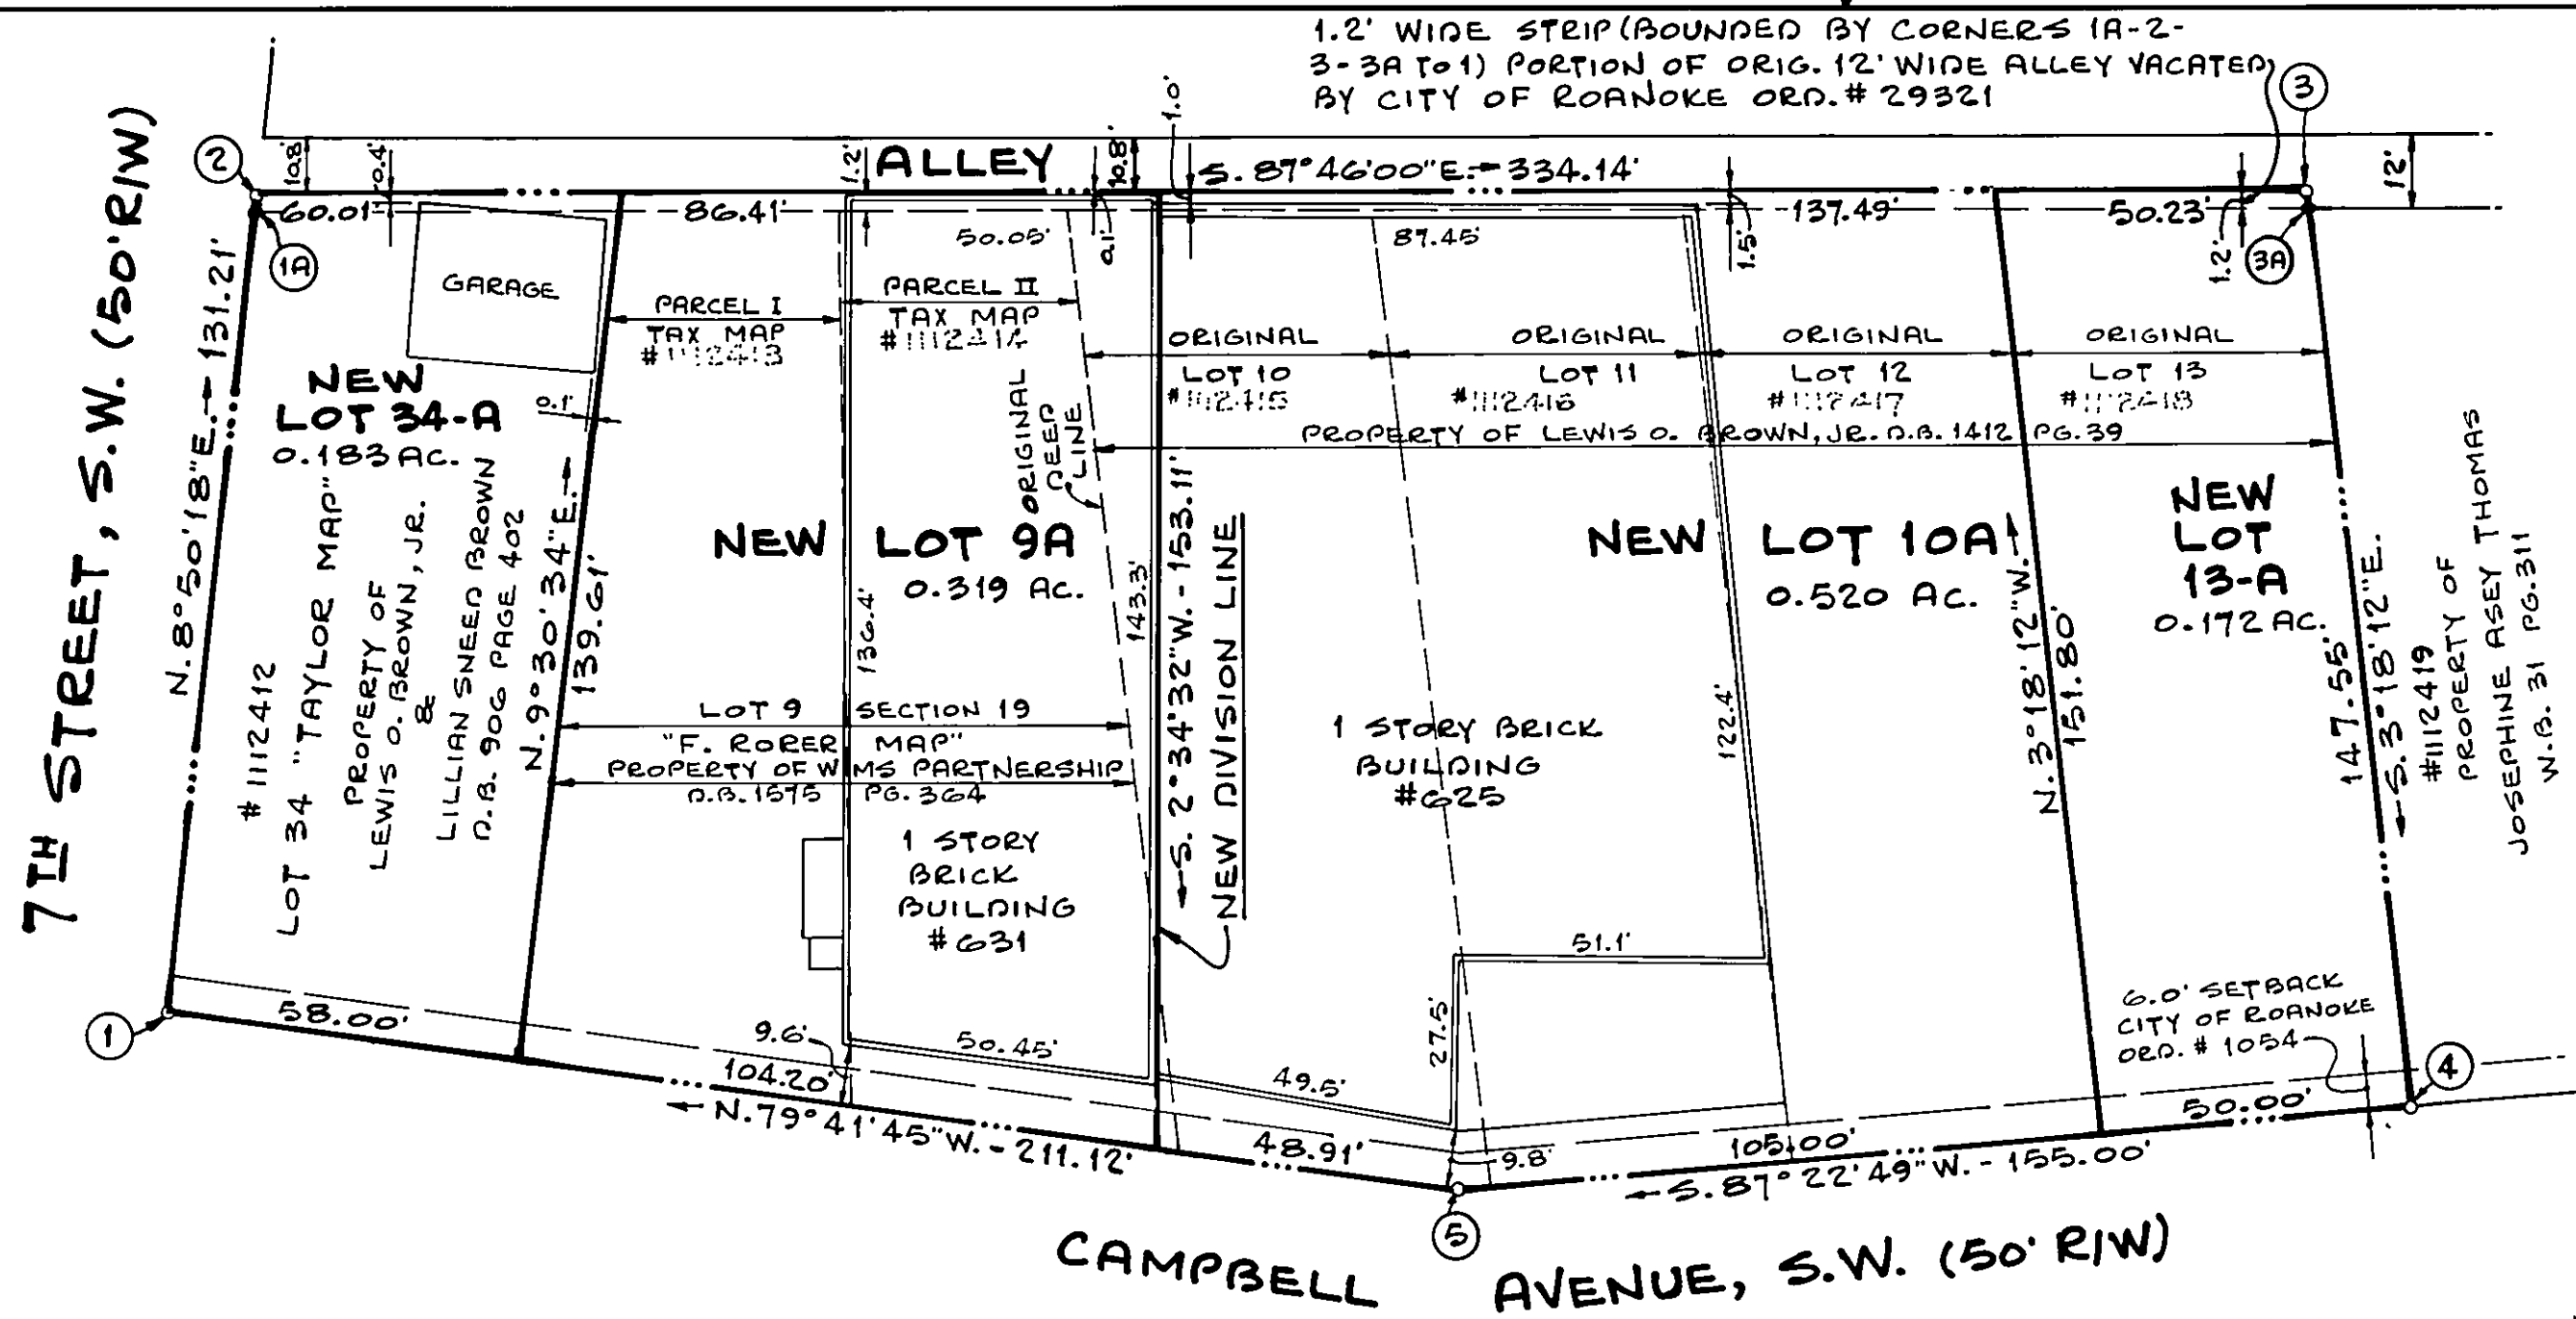 1.2' WIDE STRIP (BOUNDED BY CORNERS 1A-2-
3-3A TO 1) PORTION OF ORIG. 12' WIDE ALLEY VACATED
BY CITY OF ROANOKE ORD. # 29321
3
2
10.8'
0.4'
1.2'
ALLEY
10.8'
1.0'
S. 87°46'00"E. 334.14'
12'
60.01'
86.41'
137.49'
50.23'
1A
50.05'
0.1'
87.45'
1.5'
1.2'
3A
GARAGE
PARCEL I
TAX MAP
PARCEL II
TAX MAP
#1112414
ORIGINAL
LOT 10
ORIGINAL
LOT 11
#1112416
ORIGINAL
LOT 12
#1112417
ORIGINAL
LOT 13
#1112418
PROPERTY OF LEWIS O. BROWN, JR. D.B. 1412 PG. 39
7TH STREET, S.W. (50' R/W)
N. 8°50'18"E. 131.21'
NEW
LOT 34-A
0.183 AC.
0.1'
#1112412
LOT 34 "TAYLOR MAP"
PROPERTY OF
LEWIS O. BROWN, JR.
&
LILLIAN SNEED BROWN
D.B. 906 PAGE 402
N. 9°30'34"E.
139.61'
ORIGINAL
DEED
LINE
NEW LOT 9A
0.319 AC.
136.4'
143.3'
S. 2°34'32"W. - 153.11'
NEW DIVISION LINE
LOT 9 SECTION 19
"F. RORER MAP"
PROPERTY OF WIMS PARTNERSHIP
D.B. 1575 PG. 364
1 STORY
BRICK
BUILDING
#631
NEW LOT 10A
0.520 AC.
1 STORY BRICK
BUILDING
#625
122.4'
51.1'
27.5'
N. 3°18'12"W.
151.80'
NEW
LOT
13-A
0.172 AC.
147.55'
S. 3°18'12"E.
#1112419
PROPERTY OF
JOSEPHINE ASEY THOMAS
W.B. 31 PG. 311
6.0' SETBACK
CITY OF ROANOKE
ORD. # 1054
1
58.00'
9.6'
50.45'
104.20'
49.5'
N. 79°41'45"W. - 211.12'
48.91'
9.8'
105.00'
50.00'
4
S. 87°22'49"W. - 155.00'
5
CAMPBELL AVENUE, S.W. (50' R/W)